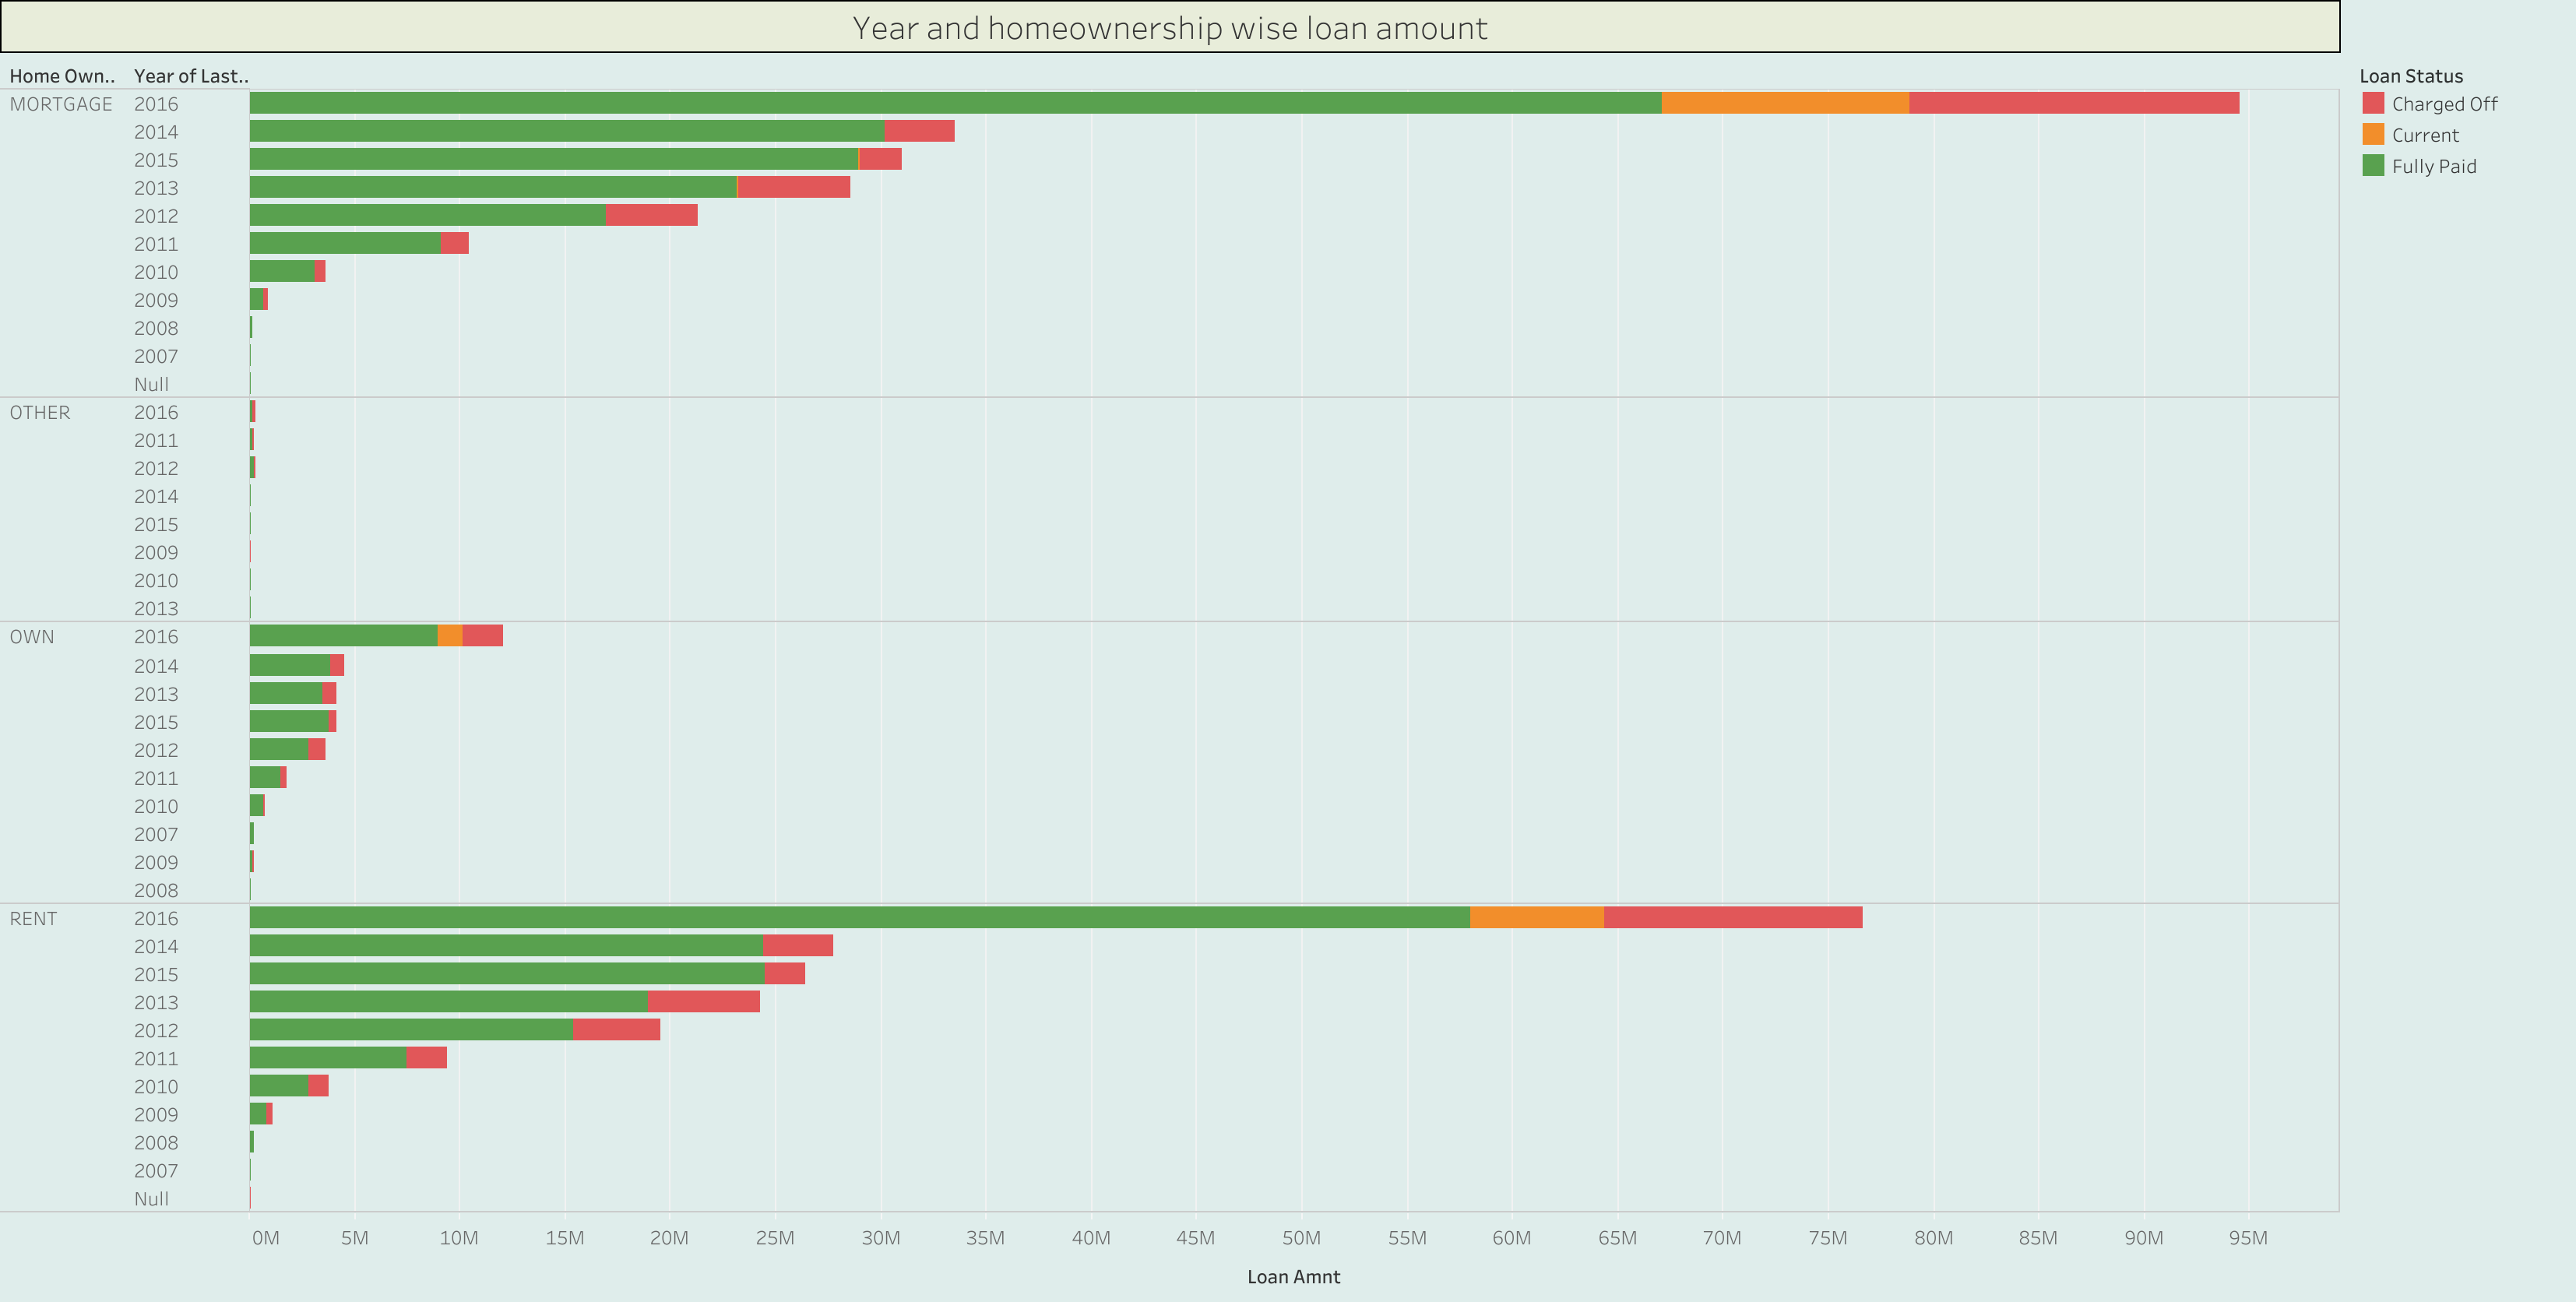 Year and homeownership wise loan amount
Home Own.. Year of Last..
MORTGAGE 2016
2014
2015
2013
2012
2011
2010
2009
2008
2007
Null
OTHER 2016
2011
2012
2014
2015
2009
2010
2013
OWN 2016
2014
2013
2015
2012
2011
2010
2007
2009
2008
RENT 2016
2014
2015
2013
2012
2011
2010
2009
2008
2007
Null
0M 5M 10M 15M 20M 25M 30M 35M 40M 45M 50M 55M 60M 65M 70M 75M 80M 85M 90M 95M
Loan Amnt
Loan Status
Charged Off
Current
Fully Paid